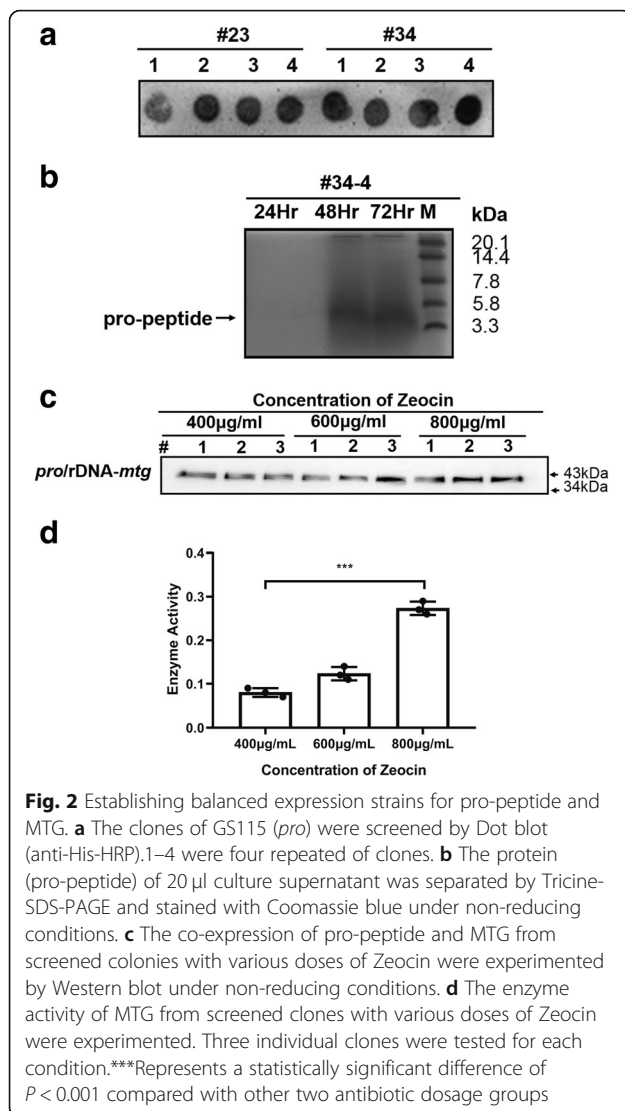 a
#23 #34
1 2 3 4 1 2 3 4
b
#34-4
24Hr 48Hr 72Hr M kDa
20.1
14.4
7.8
5.8
3.3
pro-peptide
c
Concentration of Zeocin
400μg/ml 600μg/ml 800μg/ml
# 1 2 3 1 2 3 1 2 3
pro/rDNA-mtg
43kDa
34kDa
d
Enzyme Activity
0.4
0.3
0.2
0.1
0.0
***
400μg/mL 600μg/mL 800μg/mL
Concentration of Zeocin
Fig. 2 Establishing balanced expression strains for pro-peptide and
MTG. a The clones of GS115 (pro) were screened by Dot blot
(anti-His-HRP).1–4 were four repeated of clones. b The protein
(pro-peptide) of 20 μl culture supernatant was separated by Tricine-
SDS-PAGE and stained with Coomassie blue under non-reducing
conditions. c The co-expression of pro-peptide and MTG from
screened colonies with various doses of Zeocin were experimented
by Western blot under non-reducing conditions. d The enzyme
activity of MTG from screened clones with various doses of Zeocin
were experimented. Three individual clones were tested for each
condition.***Represents a statistically significant difference of
P < 0.001 compared with other two antibiotic dosage groups